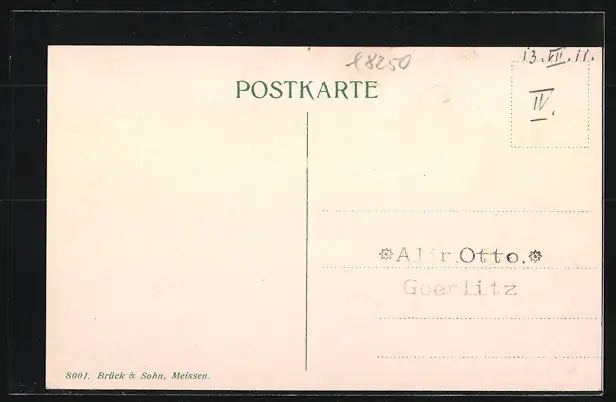 18250
13.VII.11.
POSTKARTE
IV.
Alfr.Otto.
Goerlitz
8001. Brück & Sohn, Meissen.